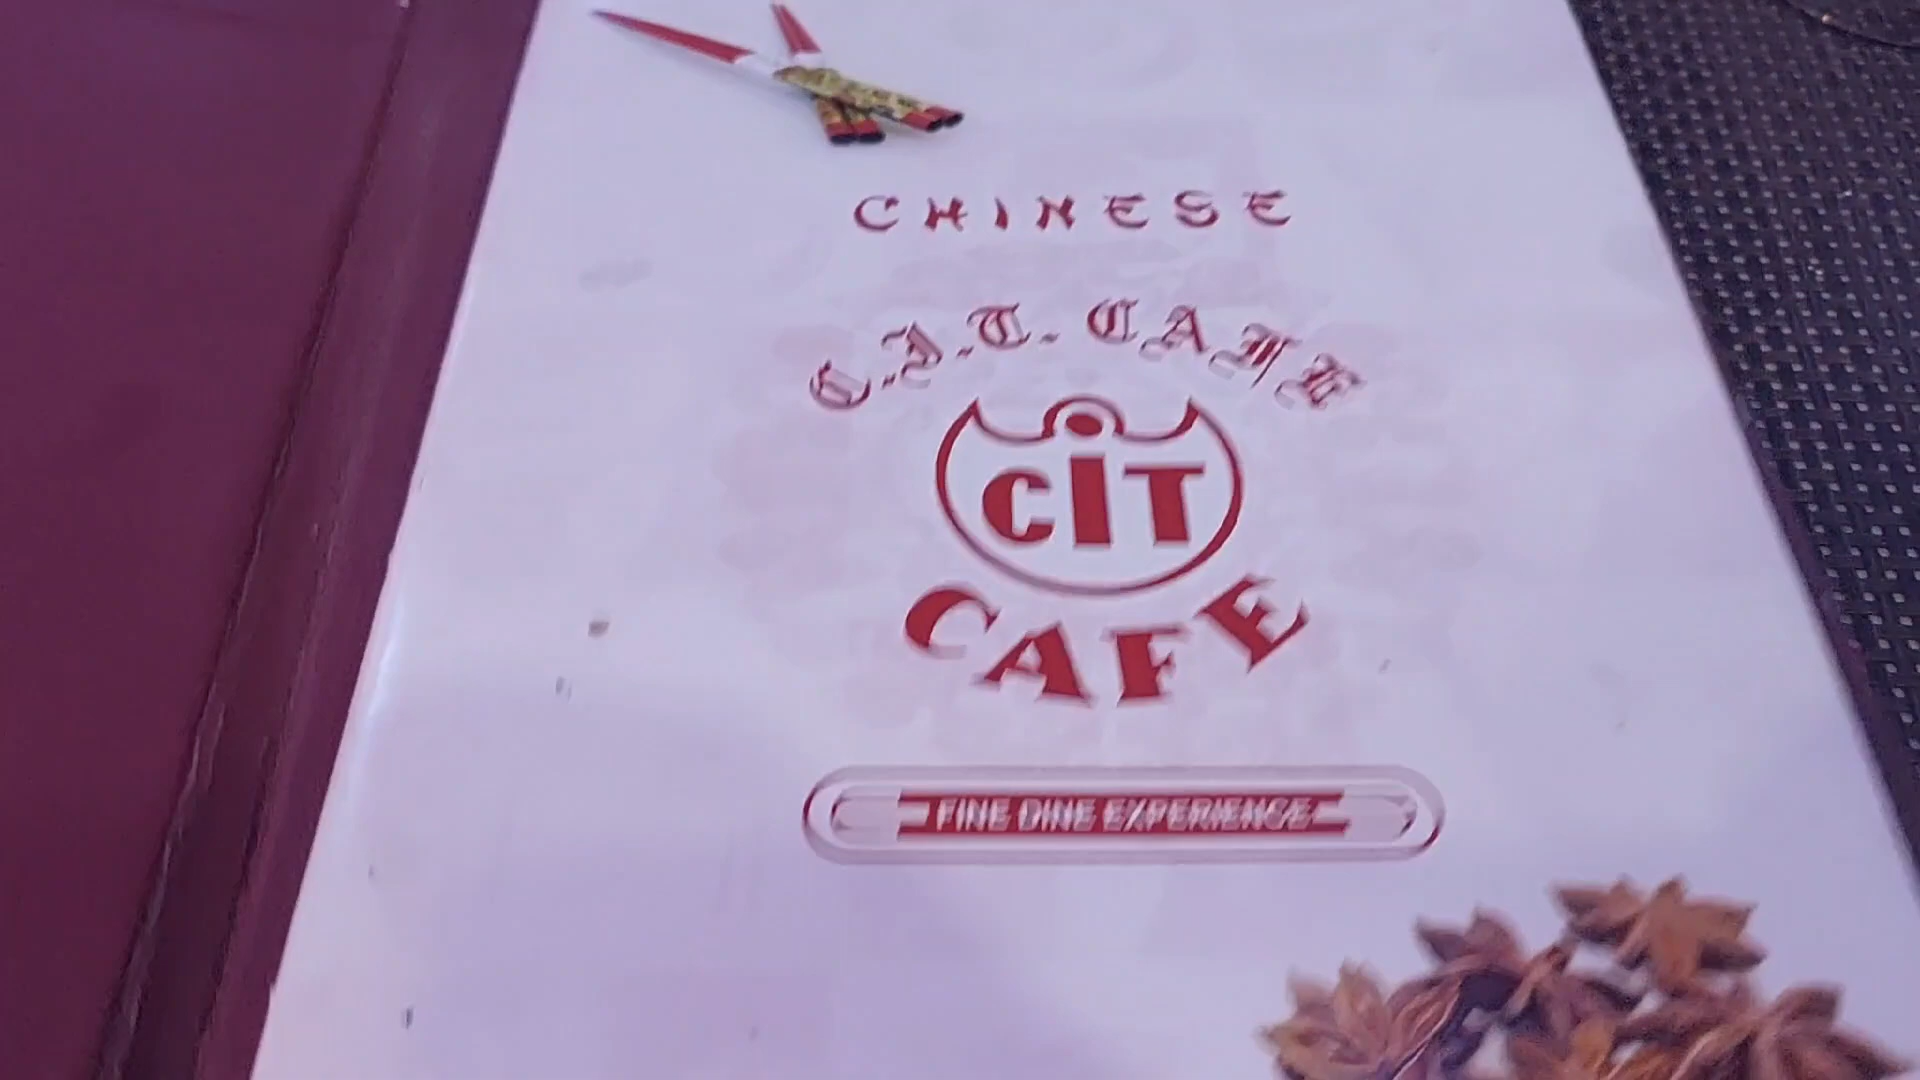 CHINESE
C.I.T. CAFE
CIT
CAFE
FINE DINE EXPERIENCE